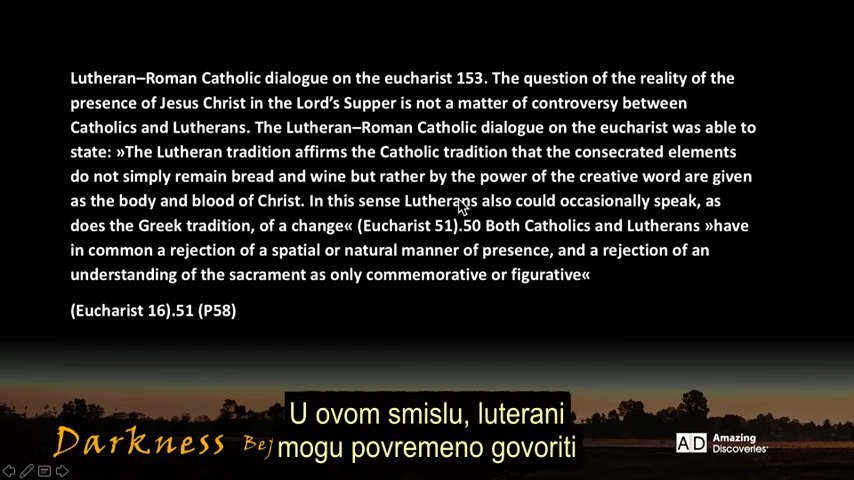 Lutheran–Roman Catholic dialogue on the eucharist 153. The question of the reality of the
presence of Jesus Christ in the Lord's Supper is not a matter of controversy between
Catholics and Lutherans. The Lutheran–Roman Catholic dialogue on the eucharist was able to
state: »The Lutheran tradition affirms the Catholic tradition that the consecrated elements
do not simply remain bread and wine but rather by the power of the creative word are given
as the body and blood of Christ. In this sense Lutherans also could occasionally speak, as
does the Greek tradition, of a change« (Eucharist 51).50 Both Catholics and Lutherans »have
in common a rejection of a spatial or natural manner of presence, and a rejection of an
understanding of the sacrament as only commemorative or figurative«
(Eucharist 16).51 (P58)
U ovom smislu, luterani
mogu povremeno govoriti
Darkness Bej
AD Amazing
Discoveries